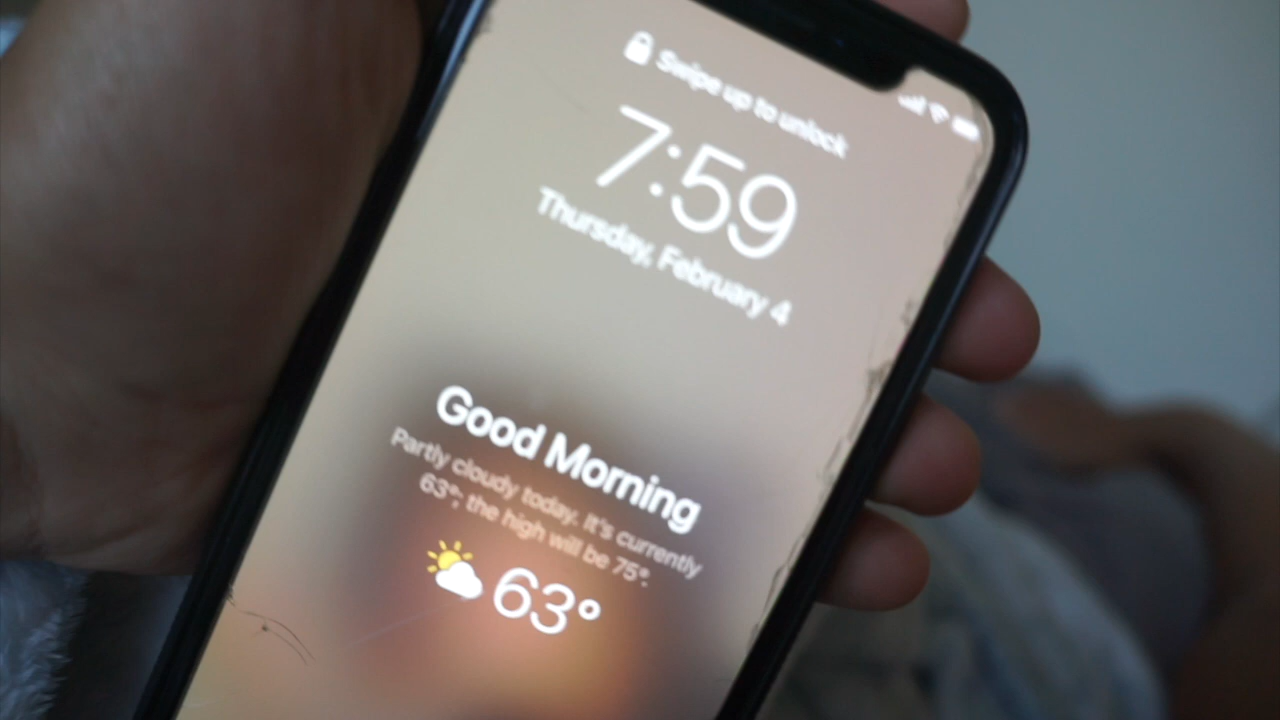 Swipe up to unlock
7:59
Thursday, February 4
Good Morning
Partly cloudy today. It's currently
63°; the high will be 75°.
63°